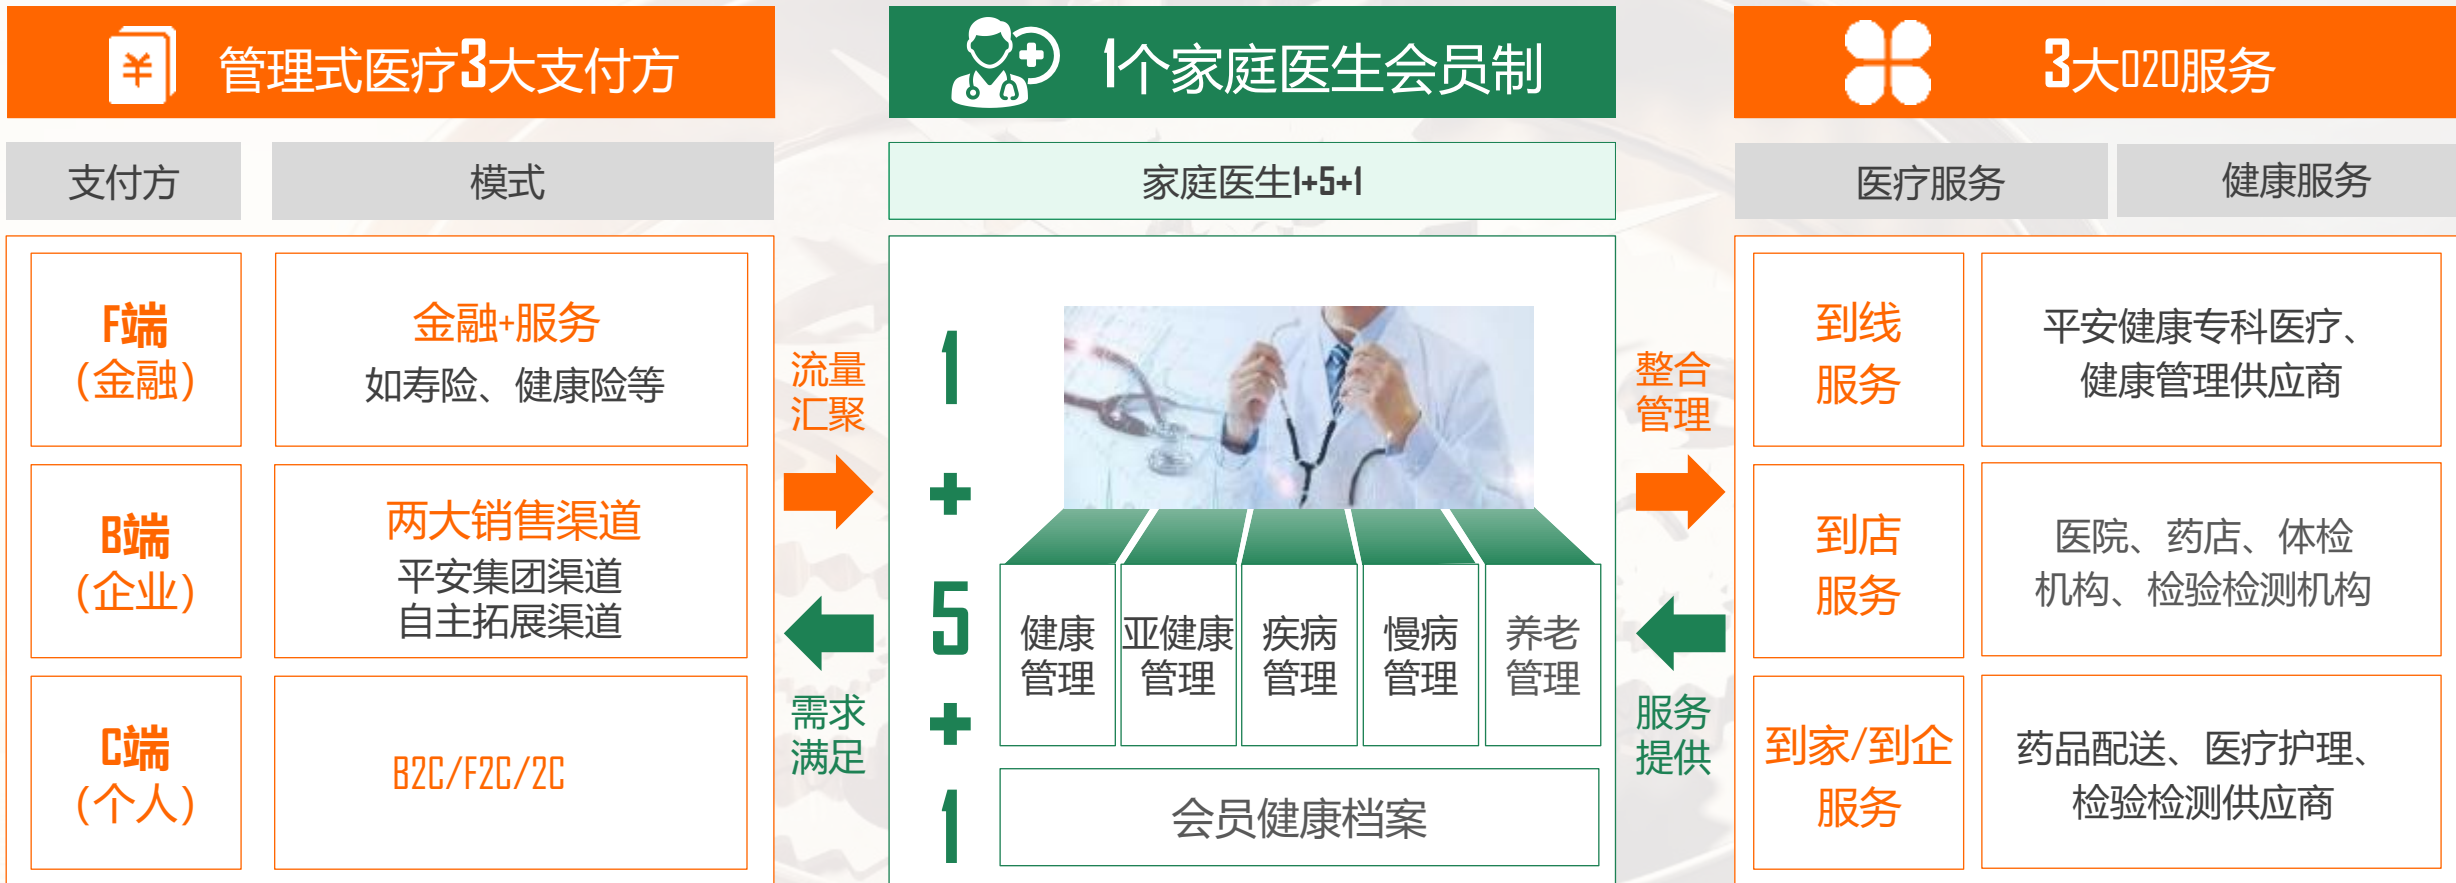 ¥
管理式医疗3大支付方
支付方
模式
F端
(金融)
金融+服务
如寿险、健康险等
B端
(企业)
两大销售渠道
平安集团渠道
自主拓展渠道
C端
(个人)
B2C/F2C/2C
流量
汇聚
需求
满足
1个家庭医生会员制
家庭医生1+5+1
1
+
5
+
1
健康
管理
亚健康
管理
疾病
管理
慢病
管理
养老
管理
会员健康档案
整合
管理
服务
提供
3大O2O服务
医疗服务
健康服务
到线
服务
平安健康专科医疗、
健康管理供应商
到店
服务
医院、药店、体检
机构、检验检测机构
到家/到企
服务
药品配送、医疗护理、
检验检测供应商